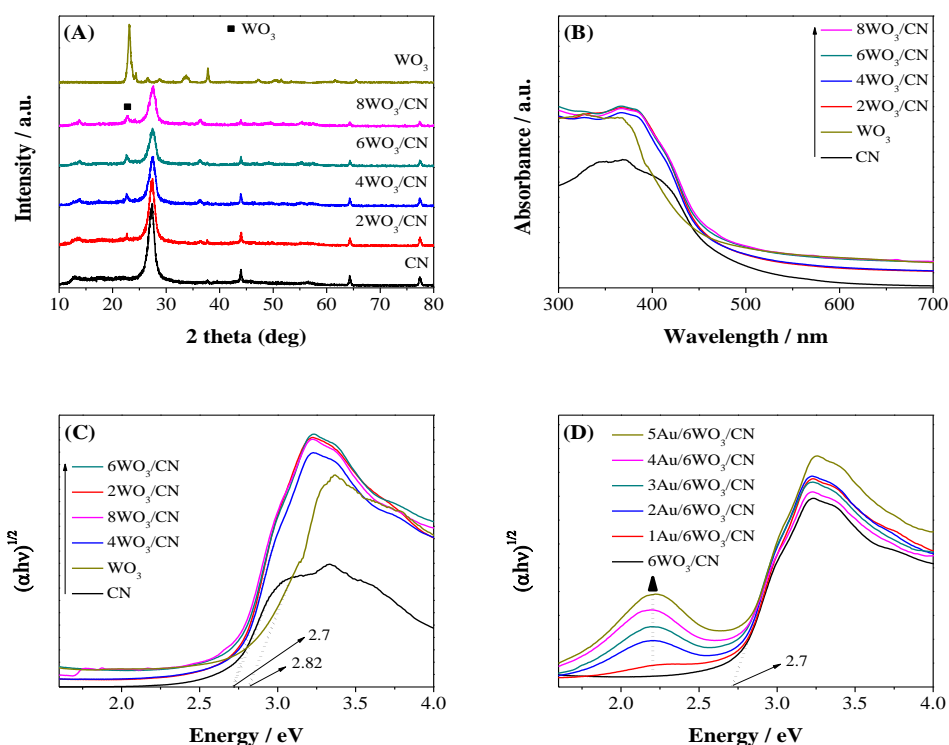 (A)
■ WO₃
WO₃
8WO₃/CN
6WO₃/CN
4WO₃/CN
2WO₃/CN
CN
Intensity / a.u.
10 20 30 40 50 60 70 80
2 theta (deg)
(B)
8WO₃/CN
6WO₃/CN
4WO₃/CN
2WO₃/CN
WO₃
CN
Absorbance / a.u.
300 400 500 600 700
Wavelength / nm
(C)
6WO₃/CN
2WO₃/CN
8WO₃/CN
4WO₃/CN
WO₃
CN
2.7
2.82
(αhν)^1/2
2.0 2.5 3.0 3.5 4.0
Energy / eV
(D)
5Au/6WO₃/CN
4Au/6WO₃/CN
3Au/6WO₃/CN
2Au/6WO₃/CN
1Au/6WO₃/CN
6WO₃/CN
2.7
(αhν)^1/2
2.0 2.5 3.0 3.5 4.0
Energy / eV